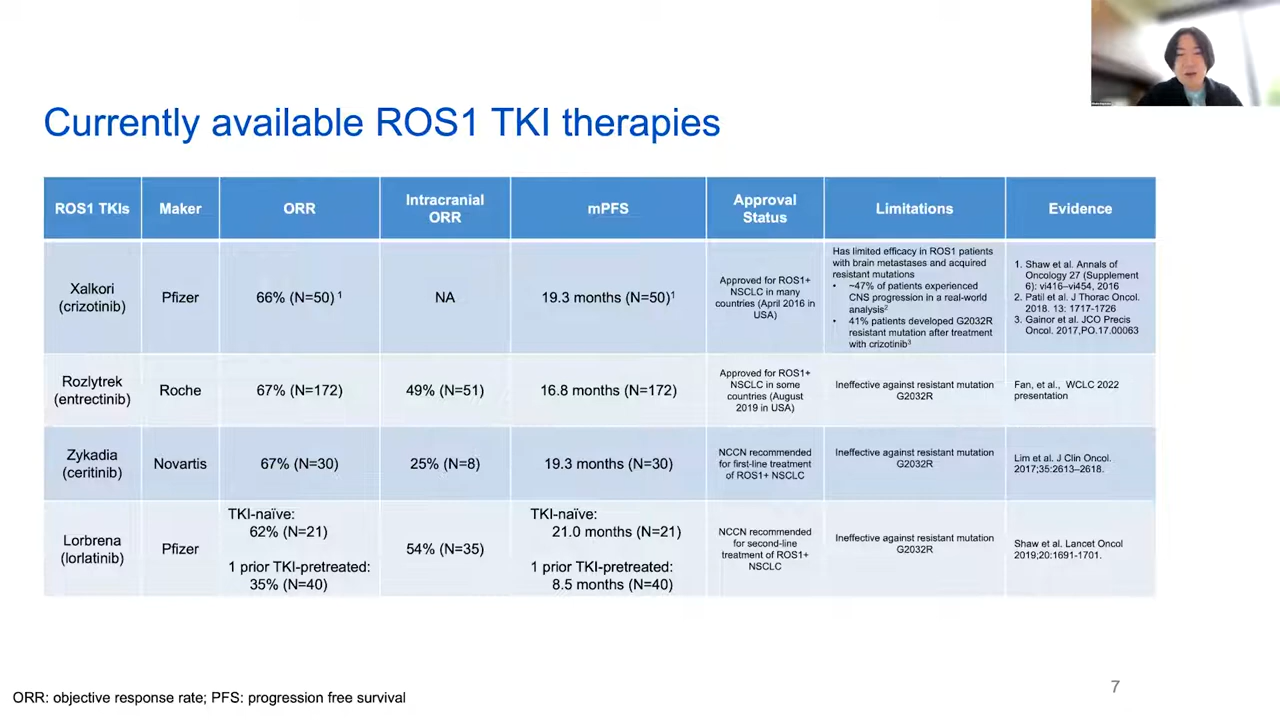 Currently available ROS1 TKI therapies
ROS1 TKIs
Maker
ORR
Intracranial
ORR
mPFS
Approval
Status
Limitations
Evidence
Xalkori
(crizotinib)
Pfizer
66% (N=50) 1
NA
19.3 months (N=50)1
Approved for ROS1+
NSCLC in many
countries (April 2016 in
USA)
Has limited efficacy in ROS1 patients
with brain metastases and acquired
resistant mutations
• ~47% of patients experienced
CNS progression in a real-world
analysis2
• 41% patients developed G2032R
resistant mutation after treatment
with crizotinib3
1. Shaw et al. Annals of
Oncology 27 (Supplement
6): vi416–vi454, 2016
2. Patil et al. J Thorac Oncol.
2018. 13: 1717-1726
3. Gainor et al. JCO Precis
Oncol. 2017,PO.17.00063
Rozlytrek
(entrectinib)
Roche
67% (N=172)
49% (N=51)
16.8 months (N=172)
Approved for ROS1+
NSCLC in some
countries (August
2019 in USA)
Ineffective against resistant mutation
G2032R
Fan, et al., WCLC 2022
presentation
Zykadia
(ceritinib)
Novartis
67% (N=30)
25% (N=8)
19.3 months (N=30)
NCCN recommended
for first-line treatment
of ROS1+ NSCLC
Ineffective against resistant mutation
G2032R
Lim et al. J Clin Oncol.
2017;35:2613–2618.
Lorbrena
(lorlatinib)
Pfizer
TKI-naïve:
62% (N=21)
1 prior TKI-pretreated:
35% (N=40)
54% (N=35)
TKI-naïve:
21.0 months (N=21)
1 prior TKI-pretreated:
8.5 months (N=40)
NCCN recommended
for second-line
treatment of ROS1+
NSCLC
Ineffective against resistant mutation
G2032R
Shaw et al. Lancet Oncol
2019;20:1691-1701.
7
ORR: objective response rate; PFS: progression free survival